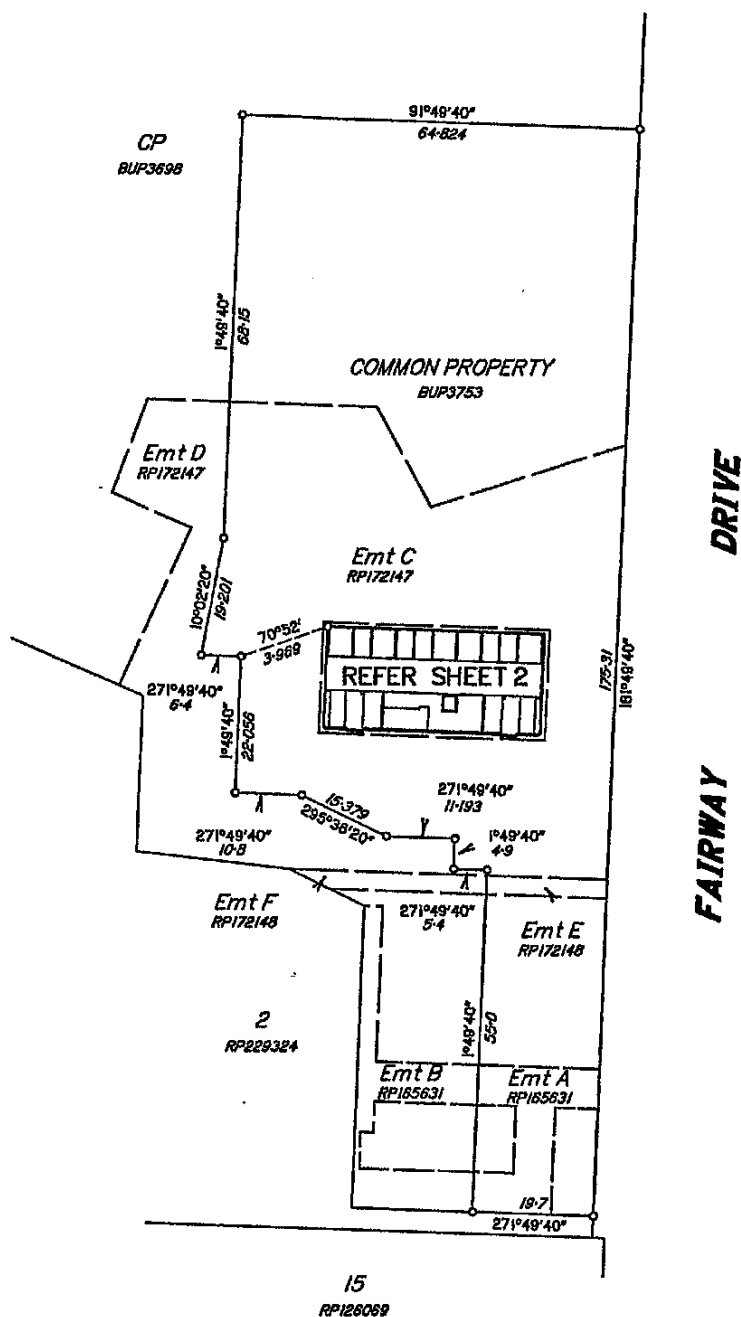 91°49'40"
64·824
CP
BUP3698
1°49'40"
68·15
COMMON PROPERTY
BUP3753
Emt D
RP172147
DRIVE
Emt C
RP172147
10°02'20"
19·201
70°52'
3·969
REFER SHEET 2
175·31
181°49'40"
271°49'40"
6·4
1°49'40"
22·056
FAIRWAY
271°49'40"
11·193
15·379
295°36'20"
1°49'40"
4·9
271°49'40"
10·8
Emt F
RP172148
271°49'40"
5·4
Emt E
RP172148
1°49'40"
55·0
2
RP229324
Emt B
RP165631
Emt A
RP165631
19·7
271°49'40"
15
RP126069